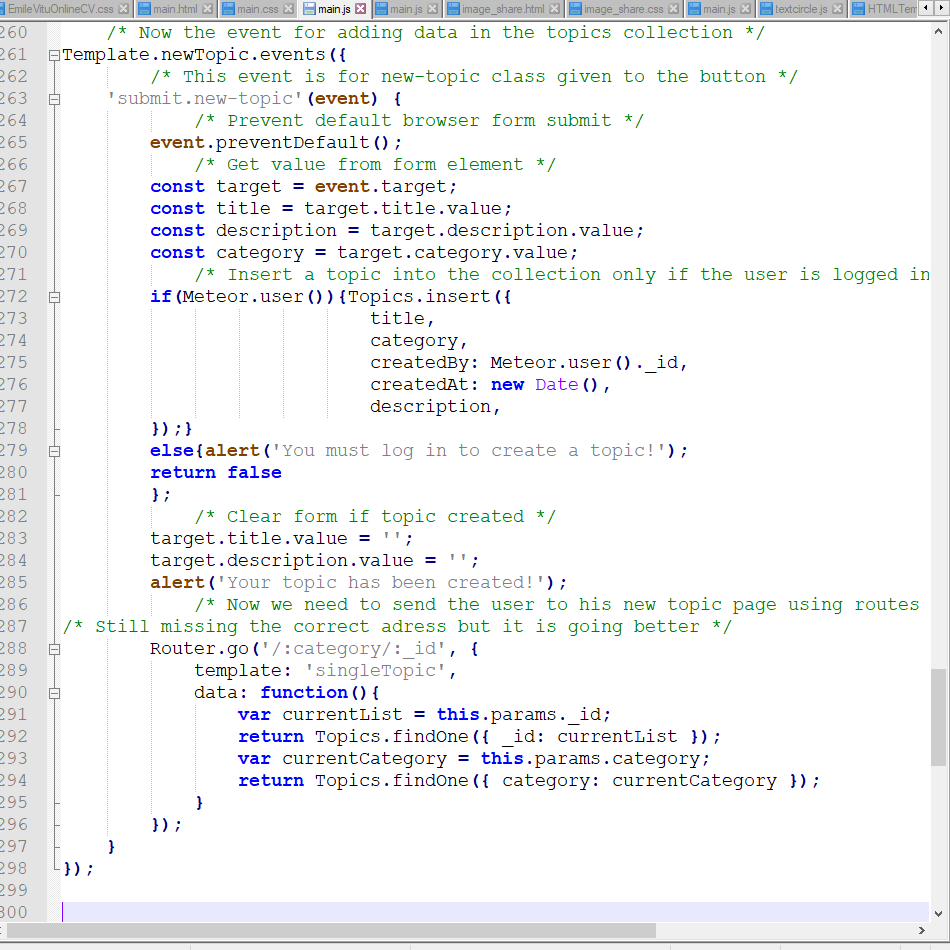 EmileVituOnlineCV.css main.html main.css main.js main.js image_share.html image_share.css main.js textcircle.js HTMLTem
260 /* Now the event for adding data in the topics collection */
261 Template.newTopic.events({
262 /* This event is for new-topic class given to the button */
263 'submit.new-topic'(event) {
264 /* Prevent default browser form submit */
265 event.preventDefault();
266 /* Get value from form element */
267 const target = event.target;
268 const title = target.title.value;
269 const description = target.description.value;
270 const category = target.category.value;
271 /* Insert a topic into the collection only if the user is logged in
272 if(Meteor.user()){Topics.insert({
273 title,
274 category,
275 createdBy: Meteor.user()._id,
276 createdAt: new Date(),
277 description,
278 });}
279 else{alert('You must log in to create a topic!');
280 return false
281 };
282 /* Clear form if topic created */
283 target.title.value = '';
284 target.description.value = '';
285 alert('Your topic has been created!');
286 /* Now we need to send the user to his new topic page using routes
287 /* Still missing the correct adress but it is going better */
288 Router.go('/:category/:_id', {
289 template: 'singleTopic',
290 data: function(){
291 var currentList = this.params._id;
292 return Topics.findOne({ _id: currentList });
293 var currentCategory = this.params.category;
294 return Topics.findOne({ category: currentCategory });
295 }
296 });
297 }
298 });
299
300